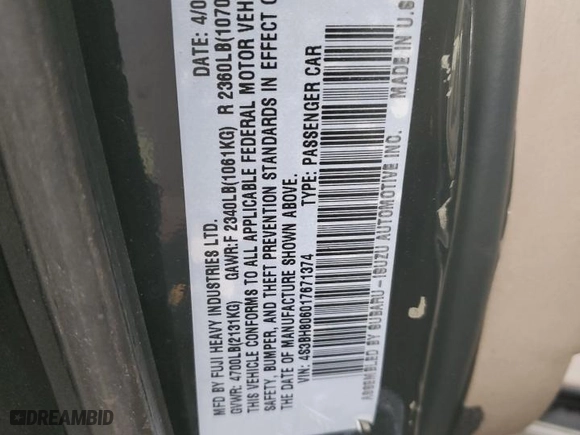 MFD BY FUJI HEAVY INDUSTRIES LTD. DATE: 4/0
GVWR: 4700LB(2131KG) GAWR:F 2340LB(1061KG) R 2360LB(1070
THIS VEHICLE CONFORMS TO ALL APPLICABLE FEDERAL MOTOR VEH
SAFETY, BUMPER, AND THEFT PREVENTION STANDARDS IN EFFECT O
THE DATE OF MANUFACTURE SHOWN ABOVE.
VIN: 4S3BH806017671374 TYPE: PASSENGER CAR
ASSEMBLED BY SUBARU-ISUZU AUTOMOTIVE INC. MADE IN U.S
DREAMBID